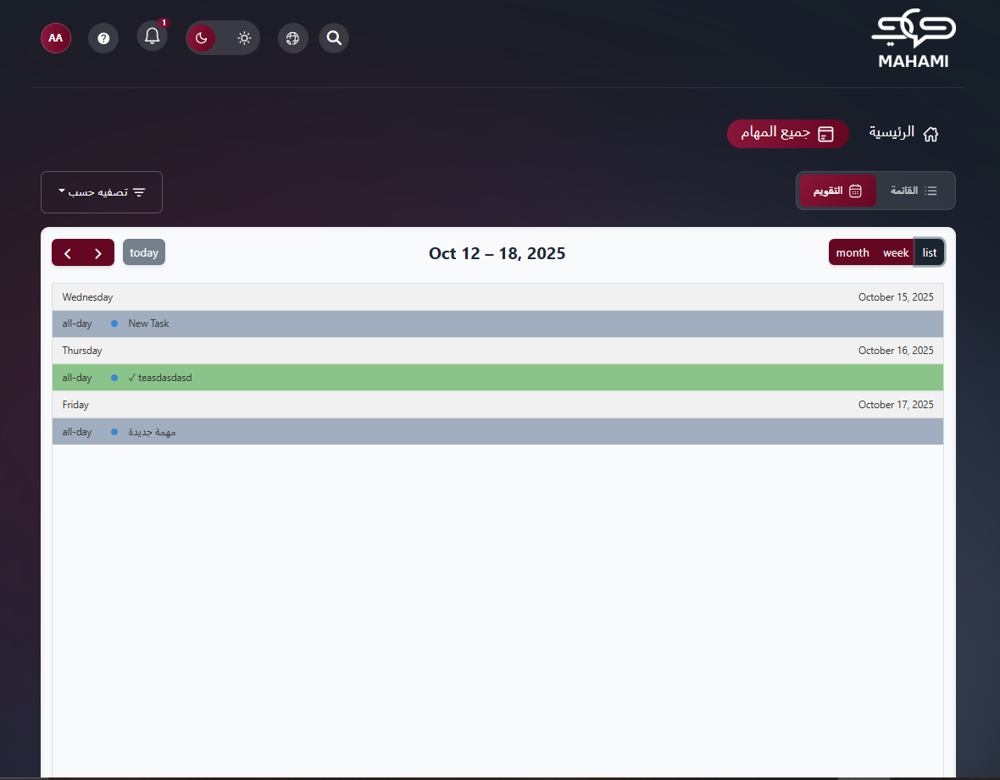 AA
1
MAHAMI
الرئيسية
جميع المهام
القائمة
التقويم
تصفيه حسب
today
Oct 12 – 18, 2025
month week list
Wednesday October 15, 2025
all-day New Task
Thursday October 16, 2025
all-day ✓ teasdasdasd
Friday October 17, 2025
all-day مهمة جديدة